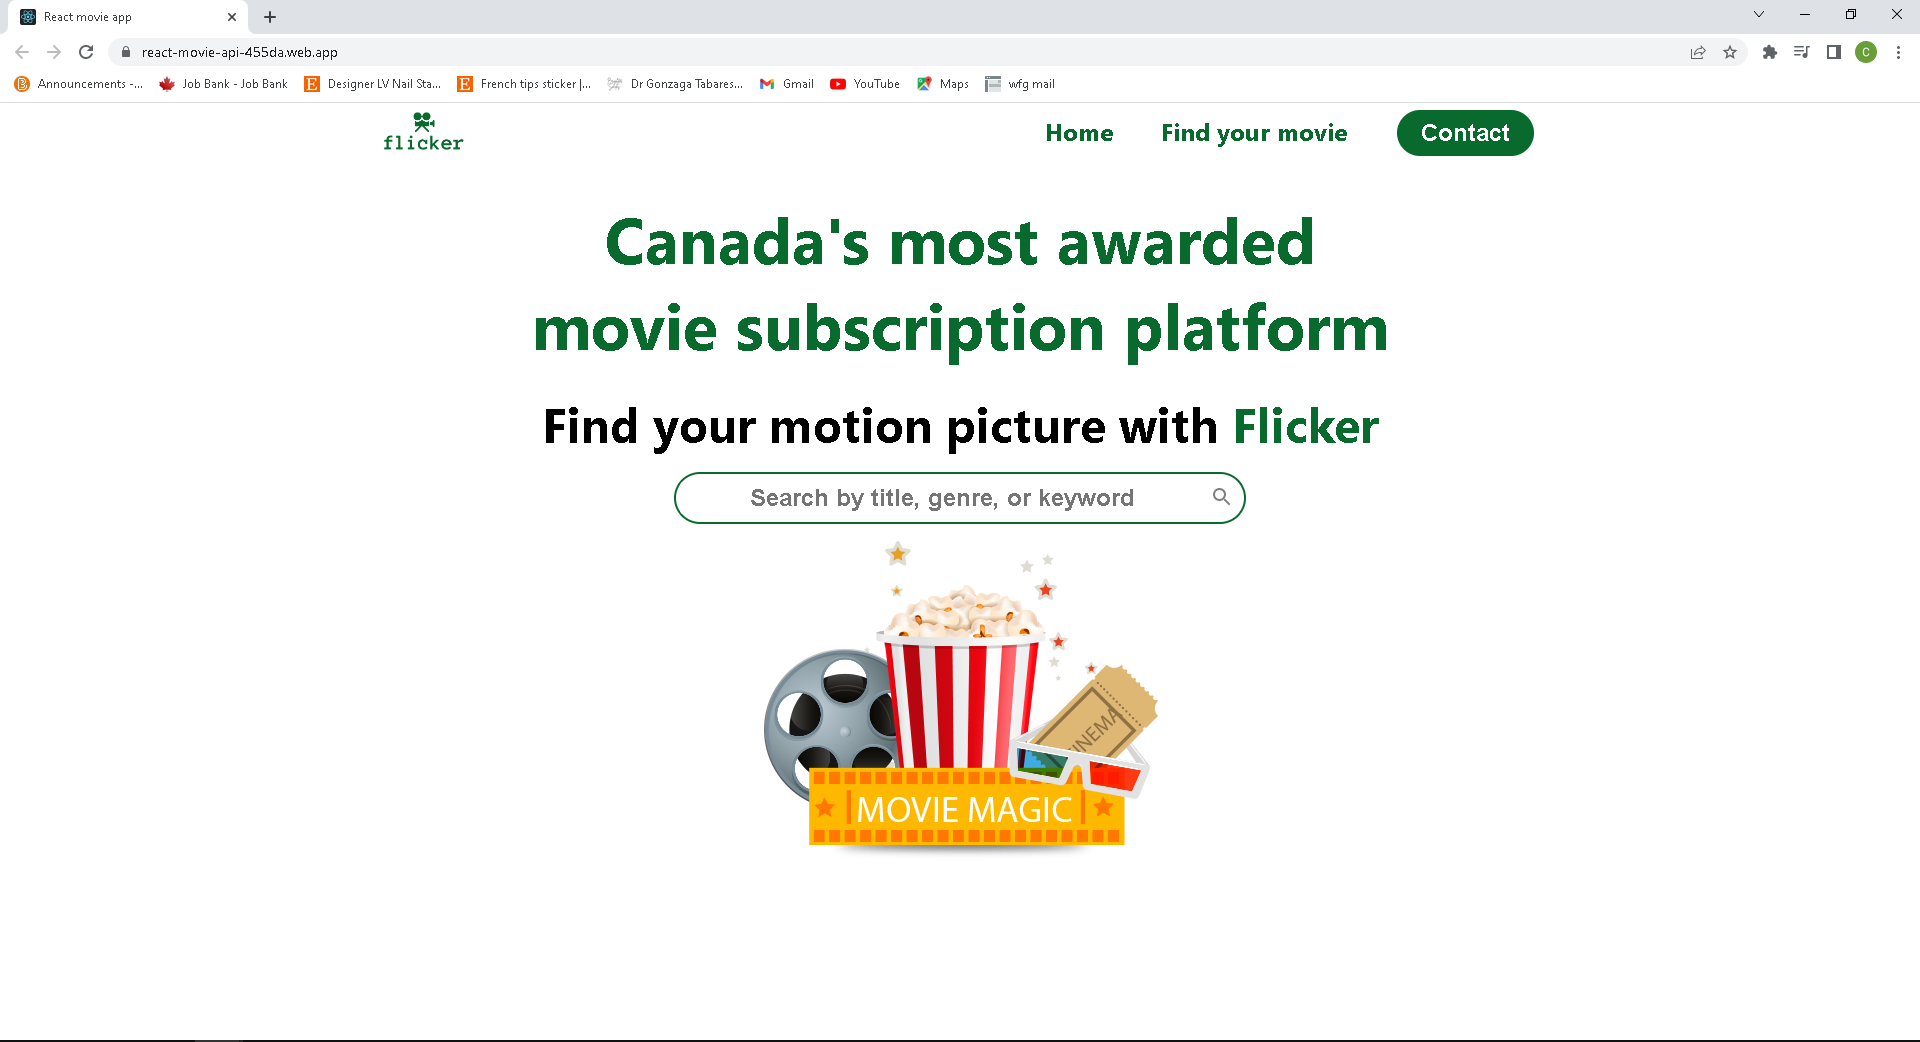 React movie app
react-movie-api-455da.web.app
C
Announcements -... Job Bank - Job Bank Designer LV Nail Sta... French tips sticker |... Dr Gonzaga Tabares... Gmail YouTube Maps wfg mail
flicker Home Find your movie Contact
Canada's most awarded
movie subscription platform
Find your motion picture with Flicker
Search by title, genre, or keyword
CINEMA
MOVIE MAGIC